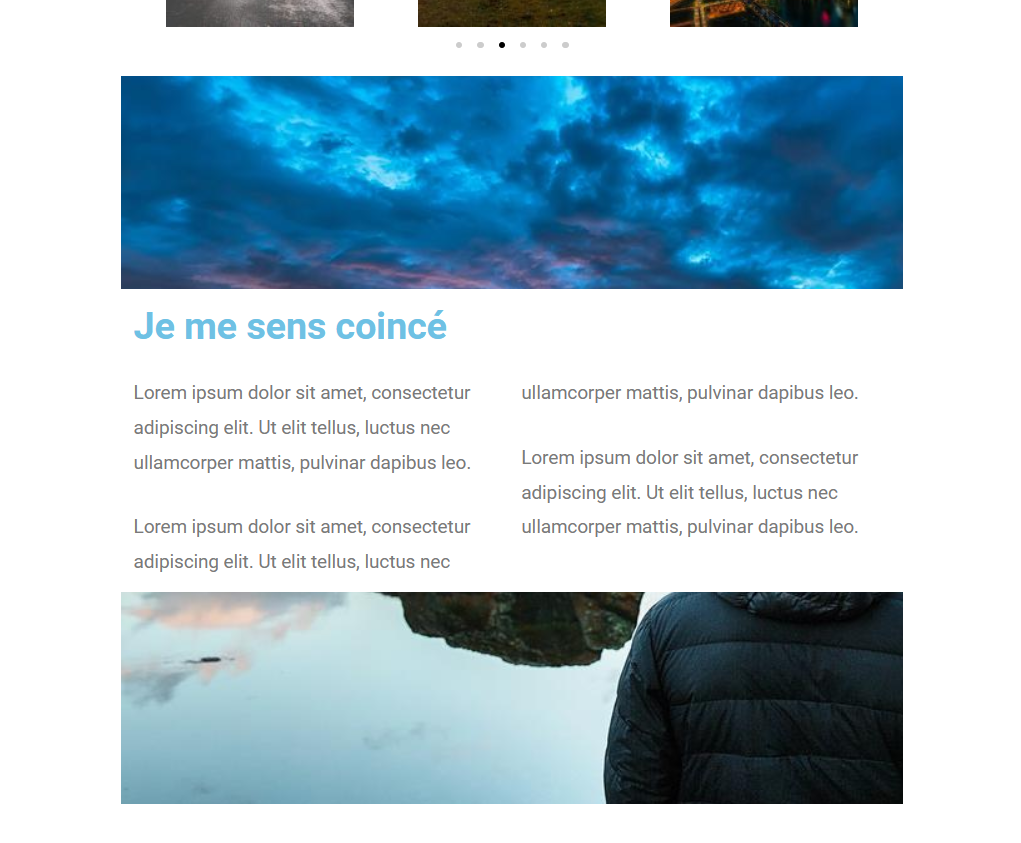 Je me sens coincé
Lorem ipsum dolor sit amet, consectetur
adipiscing elit. Ut elit tellus, luctus nec
ullamcorper mattis, pulvinar dapibus leo.
Lorem ipsum dolor sit amet, consectetur
adipiscing elit. Ut elit tellus, luctus nec
ullamcorper mattis, pulvinar dapibus leo.
Lorem ipsum dolor sit amet, consectetur
adipiscing elit. Ut elit tellus, luctus nec
ullamcorper mattis, pulvinar dapibus leo.